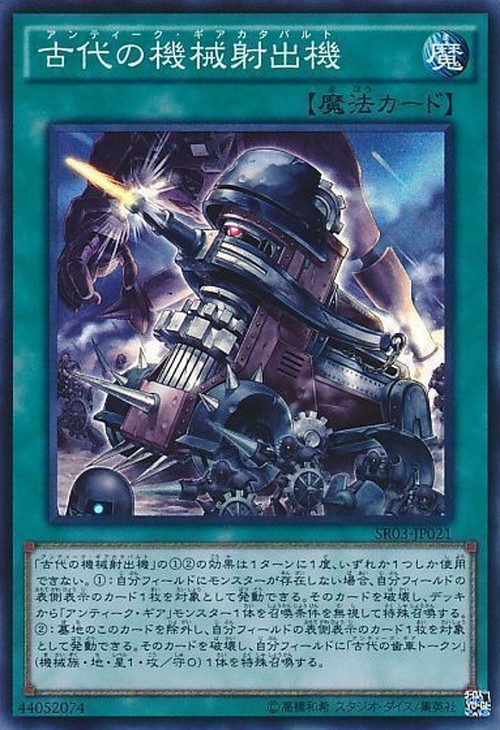 アンティーク・ギアカタパルト
古代の機械射出機
魔
【魔法カード】
SR03-JP021
「古代の機械射出機」の①②の効果は1ターンに1度、いずれか1つしか使用
できない。①:自分フィールドにモンスターが存在しない場合、自分フィールドの
表側表示のカード1枚を対象として発動できる。そのカードを破壊し、デッキ
から「アンティーク・ギア」モンスター1体を召喚条件を無視して特殊召喚する。
②:墓地のこのカードを除外し、自分フィールドの表側表示のカード1枚を対象
として発動できる。そのカードを破壊し、自分フィールドに「古代の歯車トークン」
(機械族・地・星1・攻/守0)1体を特殊召喚する。
44052074
©高橋和希 スタジオ・ダイス/集英社